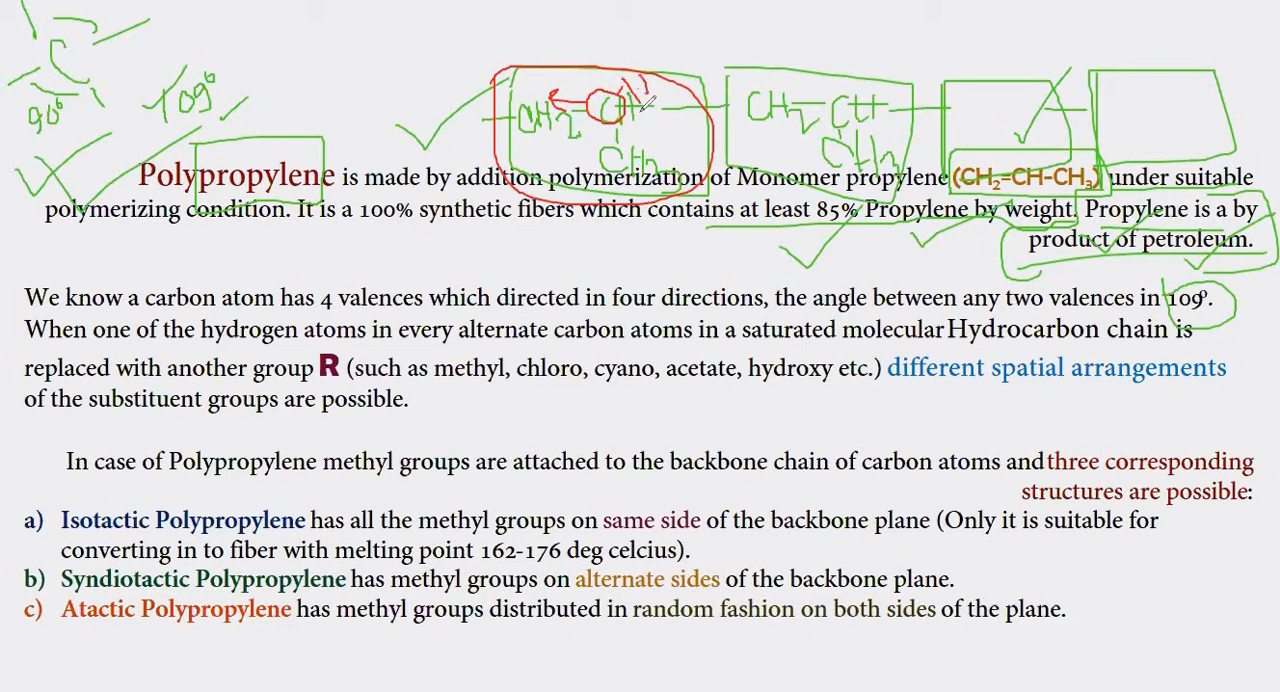 C
90°
109°
CH2 - CH - CH2 - CH
CH3 CH3
Polypropylene is made by addition polymerization of Monomer propylene (CH2=CH-CH3) under suitable
polymerizing condition. It is a 100% synthetic fibers which contains at least 85% Propylene by weight. Propylene is a by
product of petroleum.
We know a carbon atom has 4 valences which directed in four directions, the angle between any two valences in 109°.
When one of the hydrogen atoms in every alternate carbon atoms in a saturated molecular Hydrocarbon chain is
replaced with another group R (such as methyl, chloro, cyano, acetate, hydroxy etc.) different spatial arrangements
of the substituent groups are possible.
In case of Polypropylene methyl groups are attached to the backbone chain of carbon atoms and three corresponding
structures are possible:
a) Isotactic Polypropylene has all the methyl groups on same side of the backbone plane (Only it is suitable for
converting in to fiber with melting point 162-176 deg celcius).
b) Syndiotactic Polypropylene has methyl groups on alternate sides of the backbone plane.
c) Atactic Polypropylene has methyl groups distributed in random fashion on both sides of the plane.